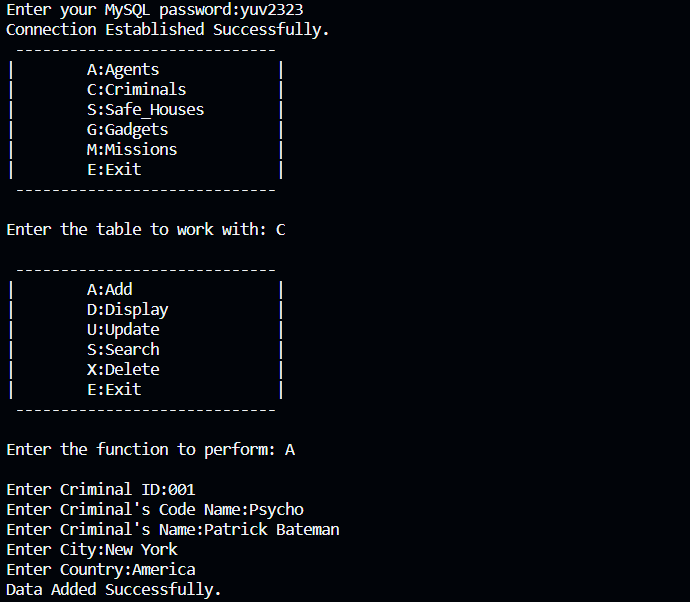 Enter your MySQL password:yuv2323
Connection Established Successfully.
-----------------------------
|        A:Agents             |
|        C:Criminals          |
|        S:Safe_Houses        |
|        G:Gadgets            |
|        M:Missions           |
|        E:Exit               |
-----------------------------
Enter the table to work with: C
-----------------------------
|        A:Add                |
|        D:Display            |
|        U:Update             |
|        S:Search             |
|        X:Delete             |
|        E:Exit               |
-----------------------------
Enter the function to perform: A
Enter Criminal ID:001
Enter Criminal's Code Name:Psycho
Enter Criminal's Name:Patrick Bateman
Enter City:New York
Enter Country:America
Data Added Successfully.